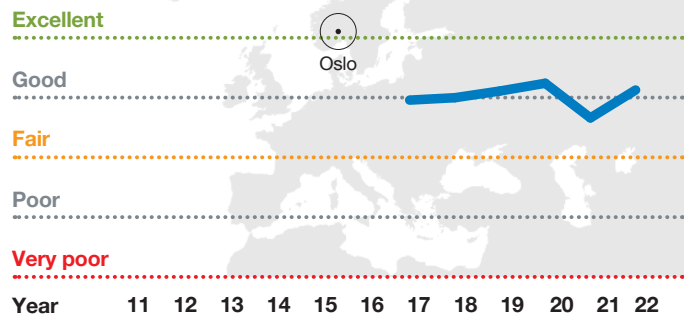 Excellent
Oslo
Good
Fair
Poor
Very poor
Year 11 12 13 14 15 16 17 18 19 20 21 22